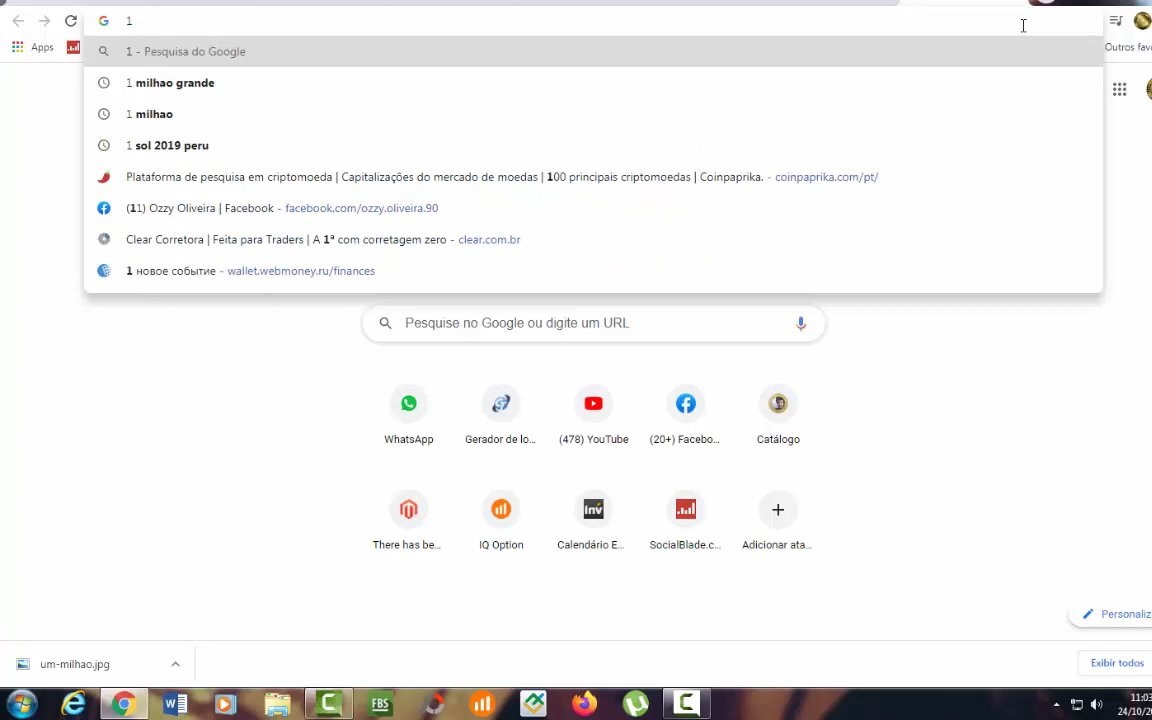 1
Apps
Outros fav
1 - Pesquisa do Google
1 milhao grande
1 milhao
1 sol 2019 peru
Plataforma de pesquisa em criptomoeda | Capitalizações do mercado de moedas | 100 principais criptomoedas | Coinpaprika. - coinpaprika.com/pt/
(11) Ozzy Oliveira | Facebook - facebook.com/ozzy.oliveira.90
Clear Corretora | Feita para Traders | A 1ª com corretagem zero - clear.com.br
1 новое событие - wallet.webmoney.ru/finances
Pesquise no Google ou digite um URL
WhatsApp
Gerador de lo...
(478) YouTube
(20+) Facebo...
Catálogo
Inv
There has be...
IQ Option
Calendário E...
SocialBlade.c...
Adicionar ata...
Personaliz
um-milhao.jpg
Exibir todos
FBS
11:03
24/10/20